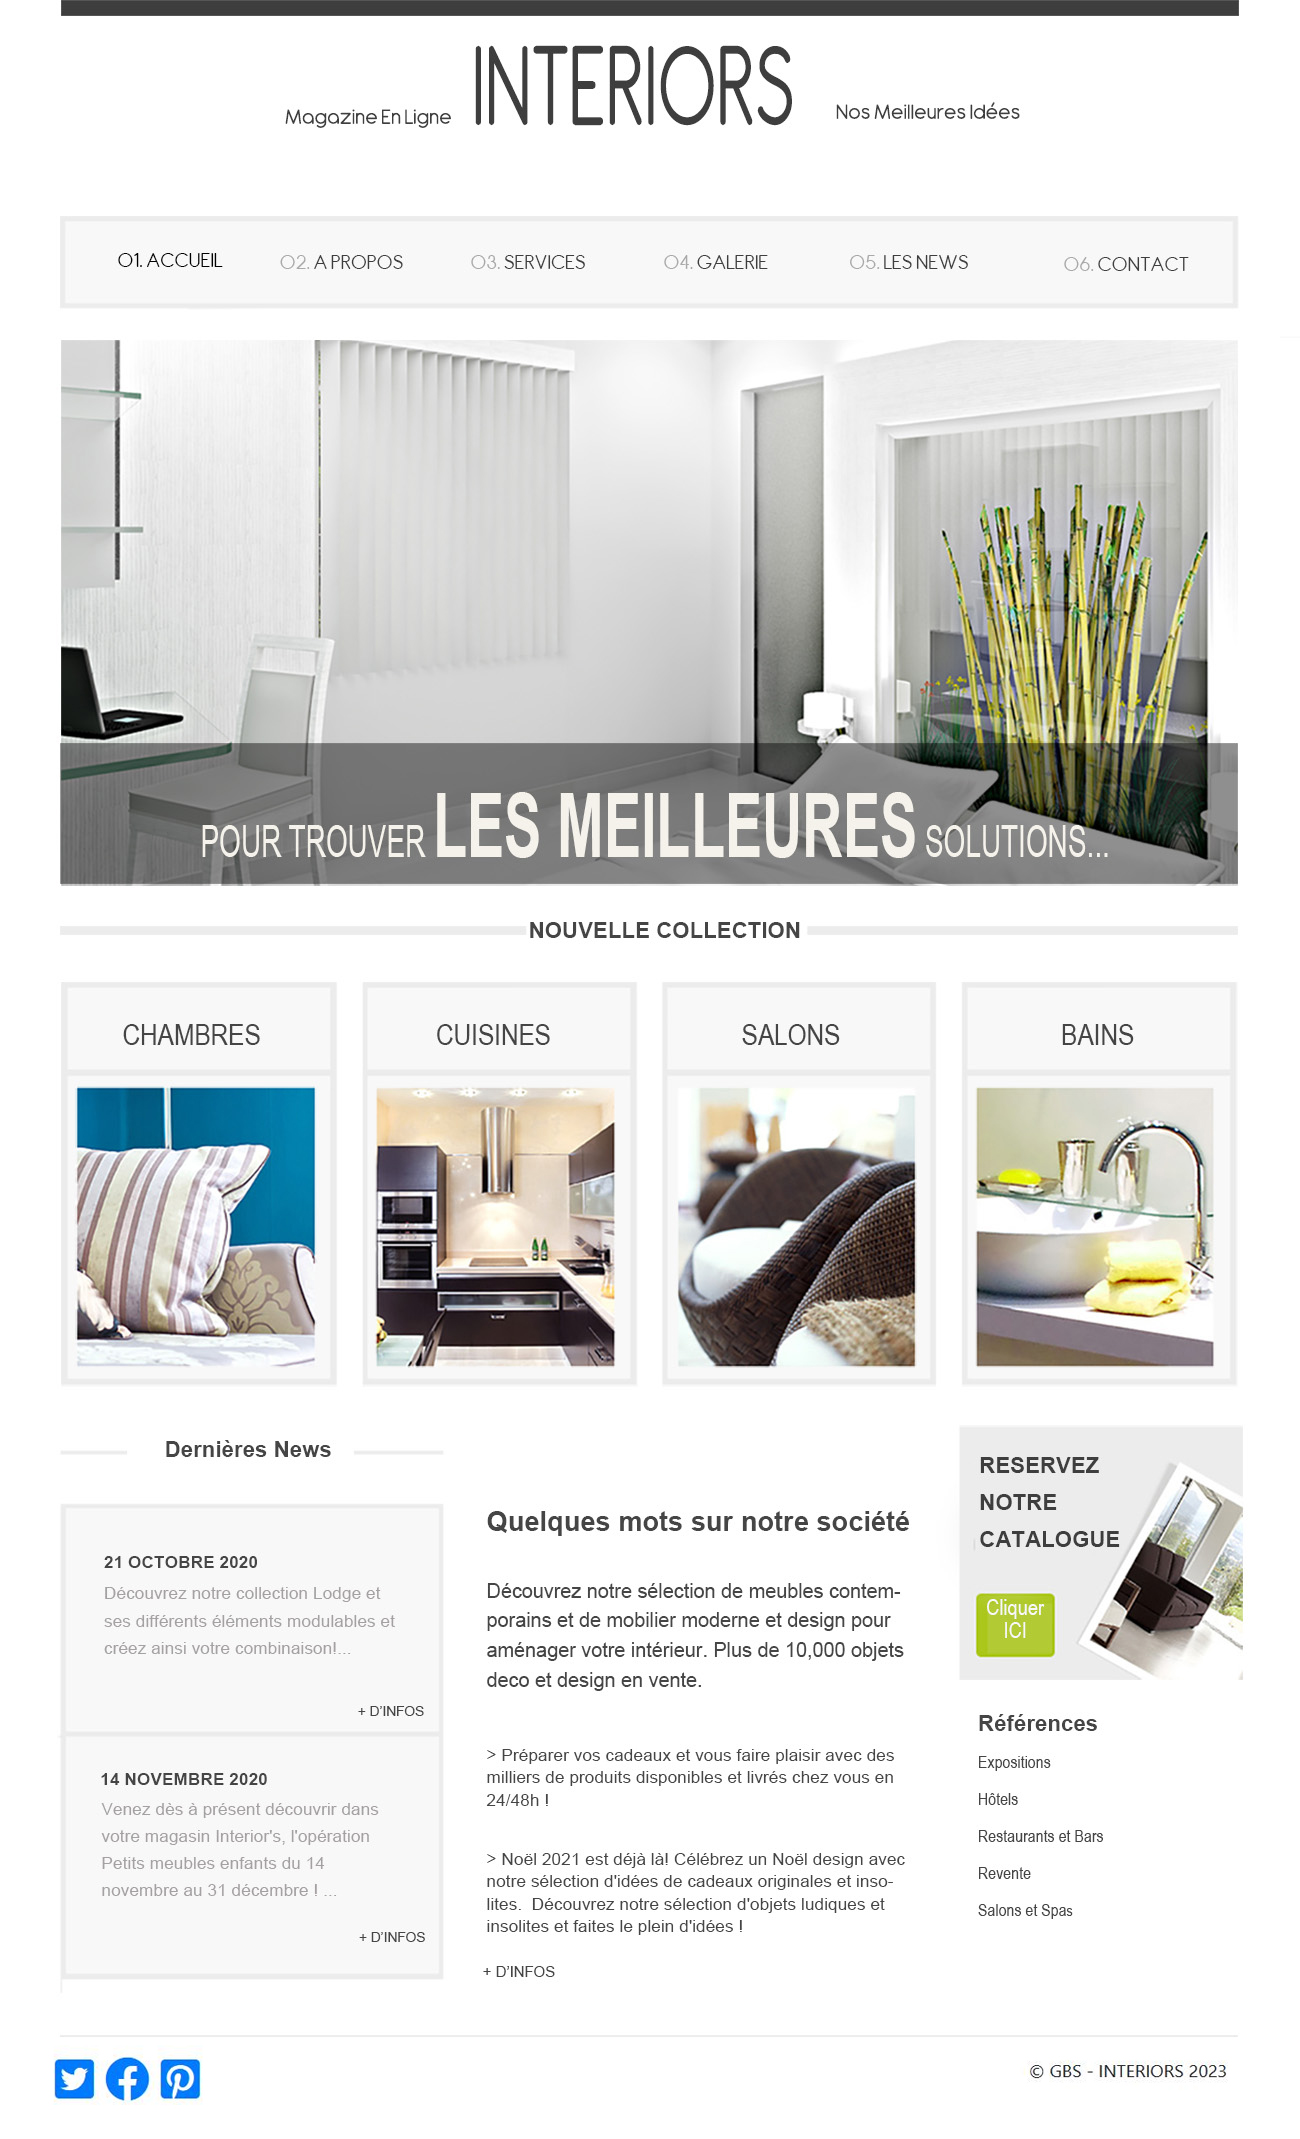 Magazine En Ligne INTERIORS Nos Meilleures Idées
01. ACCUEIL 02. A PROPOS 03. SERVICES 04. GALERIE 05. LES NEWS 06. CONTACT
POUR TROUVER LES MEILLEURES SOLUTIONS...
NOUVELLE COLLECTION
CHAMBRES CUISINES SALONS BAINS
Dernières News
21 OCTOBRE 2020
Découvrez notre collection Lodge et
ses différents éléments modulables et
créez ainsi votre combinaison!...
+ D'INFOS
14 NOVEMBRE 2020
Venez dès à présent découvrir dans
votre magasin Interior's, l'opération
Petits meubles enfants du 14
novembre au 31 décembre ! ...
+ D'INFOS
Quelques mots sur notre société
Découvrez notre sélection de meubles contem-
porains et de mobilier moderne et design pour
aménager votre intérieur. Plus de 10,000 objets
deco et design en vente.
> Préparer vos cadeaux et vous faire plaisir avec des
milliers de produits disponibles et livrés chez vous en
24/48h !
> Noël 2021 est déjà là! Célébrez un Noël design avec
notre sélection d'idées de cadeaux originales et inso-
lites.  Découvrez notre sélection d'objets ludiques et
insolites et faites le plein d'idées !
+ D'INFOS
RESERVEZ
NOTRE
CATALOGUE
Cliquer
ICI
Références
Expositions
Hôtels
Restaurants et Bars
Revente
Salons et Spas
© GBS - INTERIORS 2023